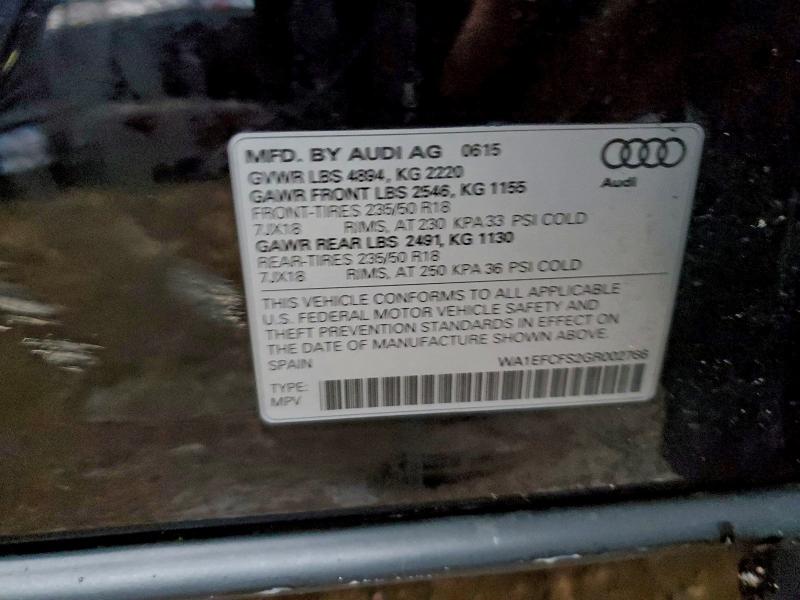 MFD. BY AUDI AG 0615
GVWR LBS 4894, KG 2220
GAWR FRONT LBS 2546, KG 1155
FRONT-TIRES 235/50 R18
7JX18 RIMS, AT 230 KPA 33 PSI COLD
GAWR REAR LBS 2491, KG 1130
REAR-TIRES 235/50 R18
7JX18 RIMS, AT 250 KPA 36 PSI COLD
Audi
THIS VEHICLE CONFORMS TO ALL APPLICABLE
U.S. FEDERAL MOTOR VEHICLE SAFETY AND
THEFT PREVENTION STANDARDS IN EFFECT ON
THE DATE OF MANUFACTURE SHOWN ABOVE.
SPAIN WA1EFCFS2GR002766
TYPE:
MPV